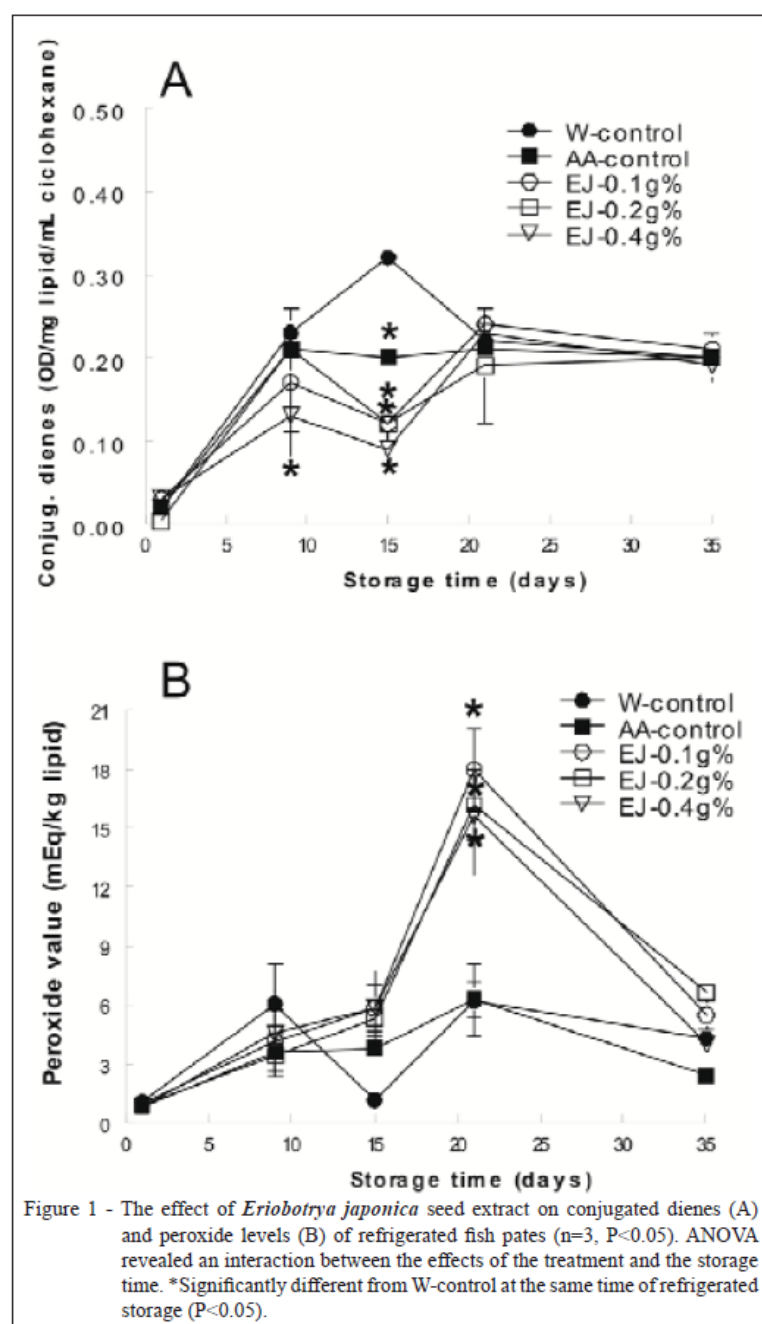 A
Conjug. dienes (OD/mg lipid/mL ciclohexane)
0.50
0.40
0.30
0.20
0.10
0.00
W-control
AA-control
EJ-0.1g%
EJ-0.2g%
EJ-0.4g%
*
*
*
*
*
0 5 10 15 20 25 30 35
Storage time (days)
B
Peroxide value (mEq/kg lipid)
21
18
15
12
9
6
3
0
W-control
AA-control
EJ-0.1g%
EJ-0.2g%
EJ-0.4g%
*
*
*
0 5 10 15 20 25 30 35
Storage time (days)
Figure 1 - The effect of Eriobotrya japonica seed extract on conjugated dienes (A)
and peroxide levels (B) of refrigerated fish pates (n=3, P<0.05). ANOVA
revealed an interaction between the effects of the treatment and the storage
time. *Significantly different from W-control at the same time of refrigerated
storage (P<0.05).